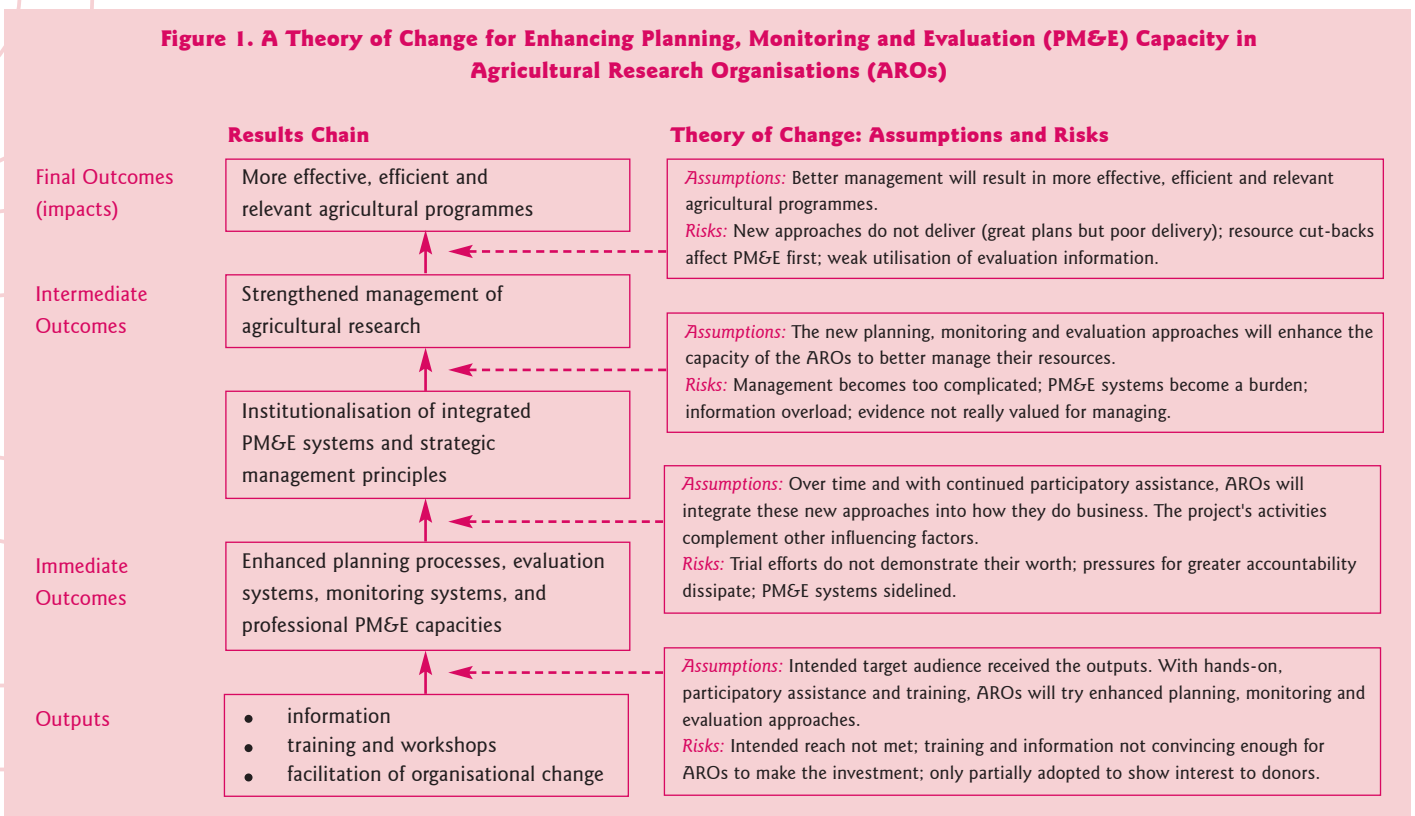 Figure 1. A Theory of Change for Enhancing Planning, Monitoring and Evaluation (PM&E) Capacity in
Agricultural Research Organisations (AROs)
Results Chain
Theory of Change: Assumptions and Risks
Final Outcomes
(impacts)
More effective, efficient and
relevant agricultural programmes
Assumptions: Better management will result in more effective, efficient and relevant
agricultural programmes.
Risks: New approaches do not deliver (great plans but poor delivery); resource cut-backs
affect PM&E first; weak utilisation of evaluation information.
Intermediate
Outcomes
Strengthened management of
agricultural research
Assumptions: The new planning, monitoring and evaluation approaches will enhance the
capacity of the AROs to better manage their resources.
Risks: Management becomes too complicated; PM&E systems become a burden;
information overload; evidence not really valued for managing.
Institutionalisation of integrated
PM&E systems and strategic
management principles
Assumptions: Over time and with continued participatory assistance, AROs will
integrate these new approaches into how they do business. The project's activities
complement other influencing factors.
Risks: Trial efforts do not demonstrate their worth; pressures for greater accountability
dissipate; PM&E systems sidelined.
Immediate
Outcomes
Enhanced planning processes, evaluation
systems, monitoring systems, and
professional PM&E capacities
Assumptions: Intended target audience received the outputs. With hands-on,
participatory assistance and training, AROs will try enhanced planning, monitoring and
evaluation approaches.
Risks: Intended reach not met; training and information not convincing enough for
AROs to make the investment; only partially adopted to show interest to donors.
Outputs
• information
• training and workshops
• facilitation of organisational change